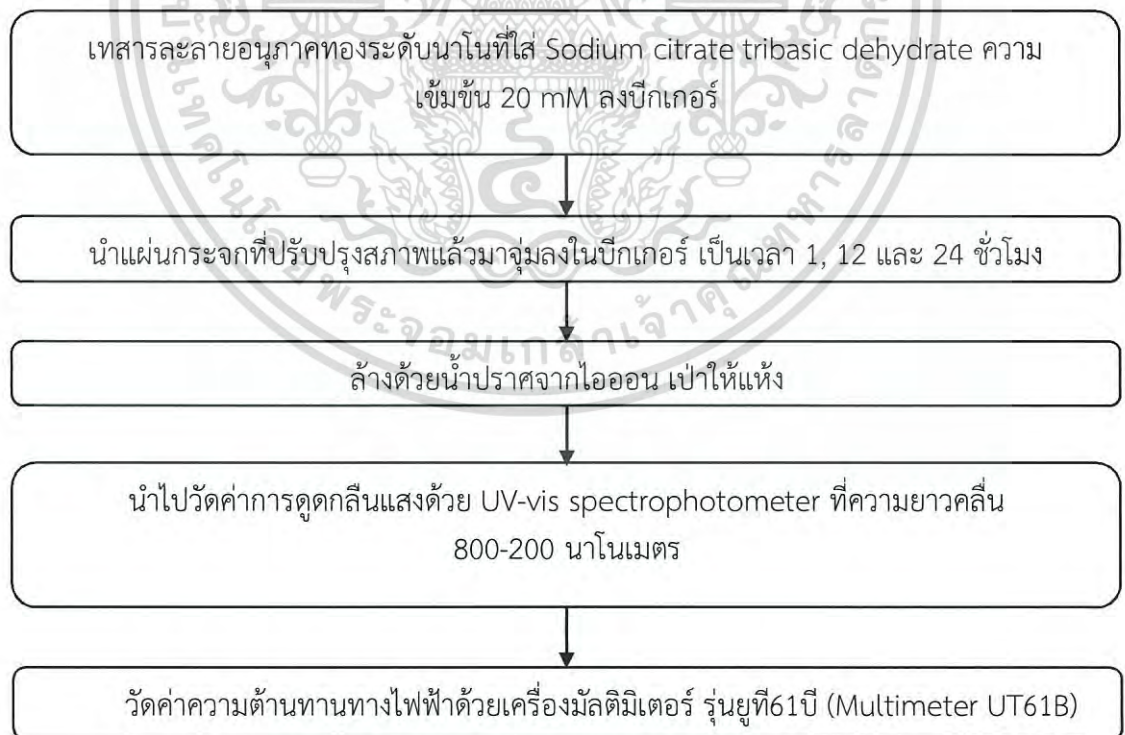 เทสารละลายอนุภาคทองระดับนาโนที่ใส่ Sodium citrate tribasic dehydrate ความ
เข้มข้น 20 mM ลงบีกเกอร์
นำแผ่นกระจกที่ปรับปรุงสภาพแล้วมาจุ่มลงในบีกเกอร์ เป็นเวลา 1, 12 และ 24 ชั่วโมง
ล้างด้วยน้ำปราศจากไอออน เป่าให้แห้ง
นำไปวัดค่าการดูดกลืนแสงด้วย UV-vis spectrophotometer ที่ความยาวคลื่น
800-200 นาโนเมตร
วัดค่าความต้านทานทางไฟฟ้าด้วยเครื่องมัลติมิเตอร์ รุ่นยูที61บี (Multimeter UT61B)